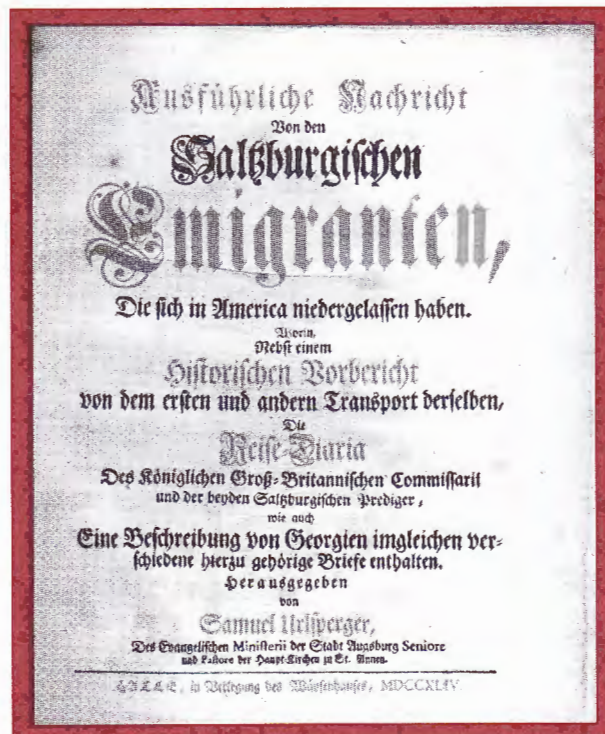 Ausführliche Nachricht
Von den
Saltzburgischen
Emigranten,
Die sich in America niedergelassen haben.
Worin,
Nebst einem
Historischen Vorbericht
von dem ersten und andern Transport derselben,
Die
Reise-Diaria
Des Königlichen Groß-Britannischen Commissarii
und der beyden Saltzburgischen Prediger,
wie auch
Eine Beschreibung von Georgien imgleichen ver-
schiedene hierzu gehörige Briefe enthalten.
Herausgegeben
von
Samuel Urlsperger,
Des Evangelischen Ministerii der Stadt Augsburg Seniore
und Pastore der Haupt-Kirchen zu St. Annen.
HALLE, in Verlegung des Wäysenhauses, MDCCXLIV.